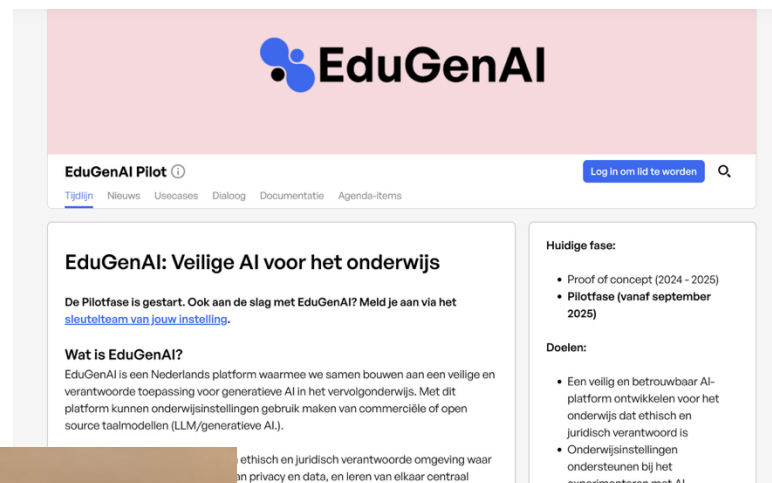 EduGenAI
EduGenAI Pilot
Log in om lid te worden
Tijdlijn Nieuws Usecases Dialoog Documentatie Agenda-items
EduGenAI: Veilige AI voor het onderwijs
De Pilotfase is gestart. Ook aan de slag met EduGenAI? Meld je aan via het
sleutelteam van jouw instelling.
Wat is EduGenAI?
EduGenAI is een Nederlands platform waarmee we samen bouwen aan een veilige en
verantwoorde toepassing voor generatieve AI in het vervolgonderwijs. Met dit
platform kunnen onderwijsinstellingen gebruik maken van commerciële of open
source taalmodellen (LLM/generatieve AI.).
ethisch en juridisch verantwoorde omgeving waar
privacy en data, en leren van elkaar centraal
Huidige fase:
• Proof of concept (2024 - 2025)
• Pilotfase (vanaf september
2025)
Doelen:
• Een veilig en betrouwbaar AI-
platform ontwikkelen voor het
onderwijs dat ethisch en
juridisch verantwoord is
• Onderwijsinstellingen
ondersteunen bij het
experimenteren met AI